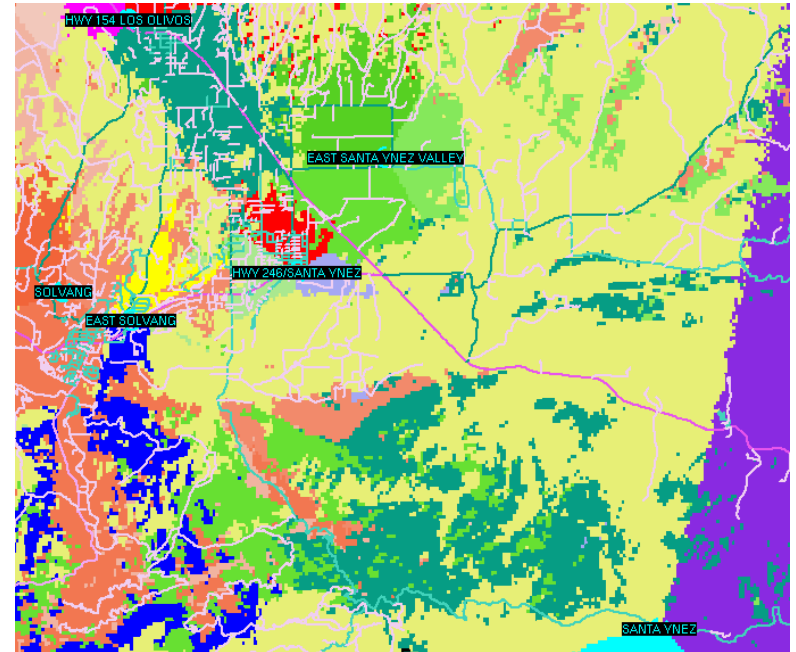 HWY 154 LOS OLIVOS
EAST SANTA YNEZ VALLEY
HWY 246/SANTA YNEZ
SOLVANG
EAST SOLVANG
SANTA YNEZ